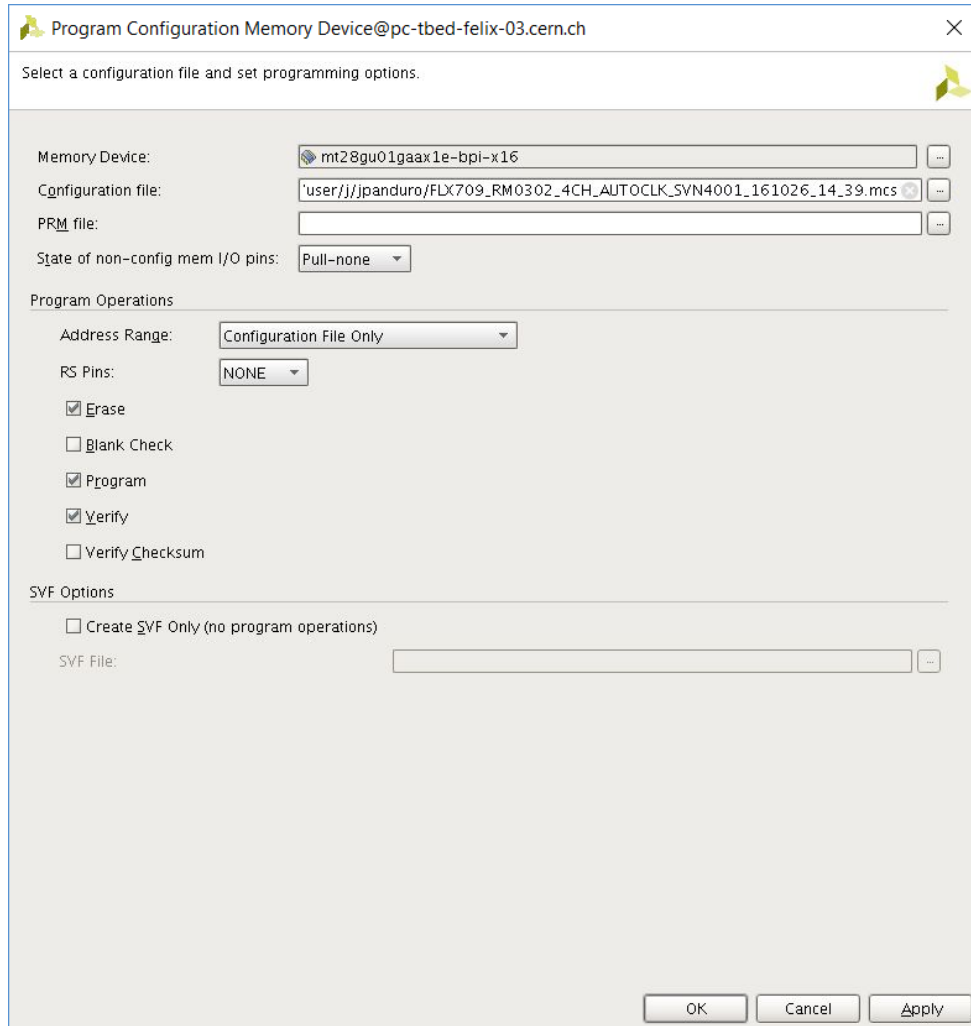 Program Configuration Memory Device@pc-tbed-felix-03.cern.ch
Select a configuration file and set programming options.
Memory Device: mt28gu01gaax1e-bpi-x16 ...
Configuration file: 'user/j/jpanduro/FLX709_RM0302_4CH_AUTOCLK_SVN4001_161026_14_39.mcs ...
PRM file: ...
State of non-config mem I/O pins: Pull-none
Program Operations
Address Range: Configuration File Only
RS Pins: NONE
Erase
Blank Check
Program
Verify
Verify Checksum
SVF Options
Create SVF Only (no program operations)
SVF File: ...
OK Cancel Apply